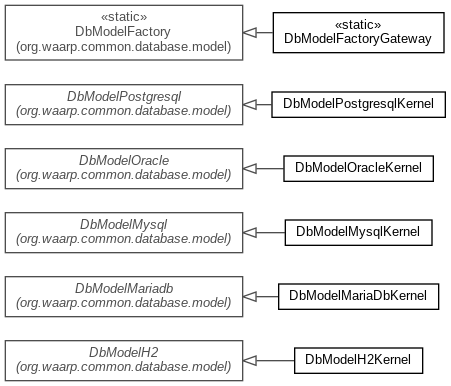 «static»
DbModelFactory
(org.waarp.common.database.model)
«static»
DbModelFactoryGateway
DbModelPostgresql
(org.waarp.common.database.model)
DbModelPostgresqlKernel
DbModelOracle
(org.waarp.common.database.model)
DbModelOracleKernel
DbModelMysql
(org.waarp.common.database.model)
DbModelMysqlKernel
DbModelMariadb
(org.waarp.common.database.model)
DbModelMariaDbKernel
DbModelH2
(org.waarp.common.database.model)
DbModelH2Kernel